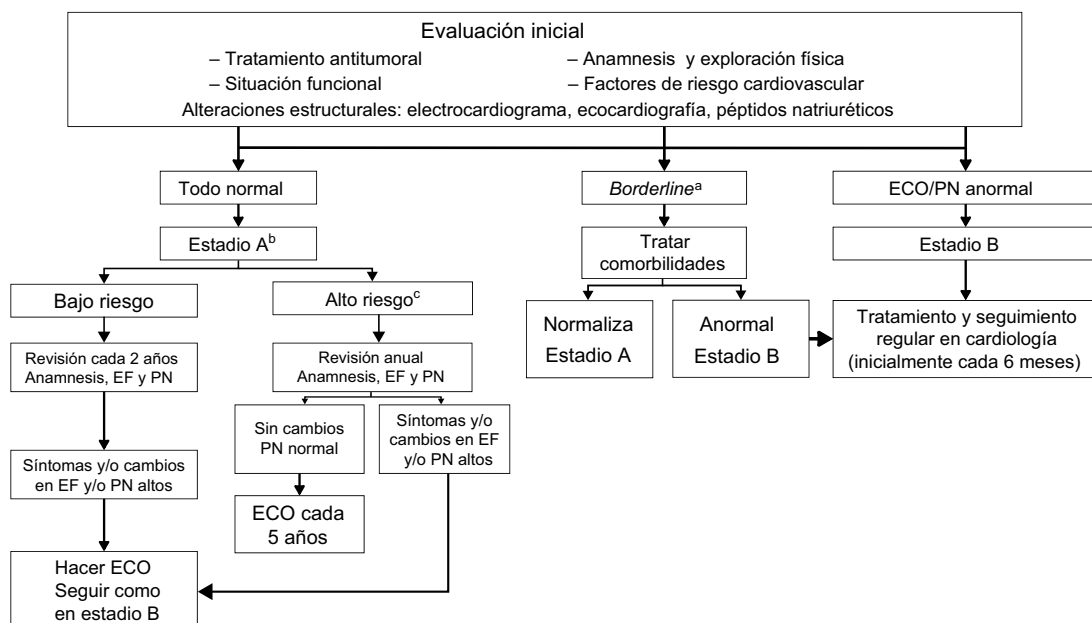 Evaluación inicial
– Tratamiento antitumoral
– Anamnesis y exploración física
– Situación funcional
– Factores de riesgo cardiovascular
Alteraciones estructurales: electrocardiograma, ecocardiografía, péptidos natriuréticos
Todo normal
Borderlineª
ECO/PN anormal
Estadio Aᵇ
Tratar
comorbilidades
Estadio B
Bajo riesgo
Alto riesgoᶜ
Normaliza
Estadio A
Anormal
Estadio B
Tratamiento y seguimiento
regular en cardiología
(inicialmente cada 6 meses)
Revisión cada 2 años
Anamnesis, EF y PN
Revisión anual
Anamnesis, EF y PN
Sin cambios
PN normal
Síntomas y/o
cambios en EF
y/o PN altos
Síntomas y/o cambios
en EF y/o PN altos
ECO cada
5 años
Hacer ECO
Seguir como
en estadio B